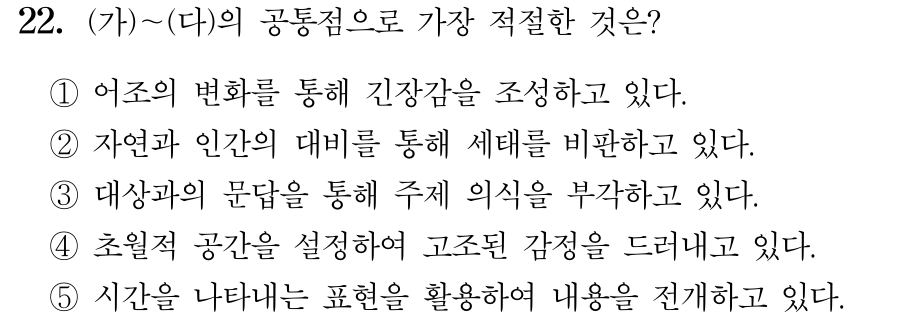 22. (가)~(다)의 공통점으로 가장 적절한 것은?
① 어조의 변화를 통해 긴장감을 조성하고 있다.
② 자연과 인간의 대비를 통해 세태를 비판하고 있다.
③ 대상과의 문답을 통해 주제 의식을 부각하고 있다.
④ 초월적 공간을 설정하여 고조된 감정을 드러내고 있다.
⑤ 시간을 나타내는 표현을 활용하여 내용을 전개하고 있다.